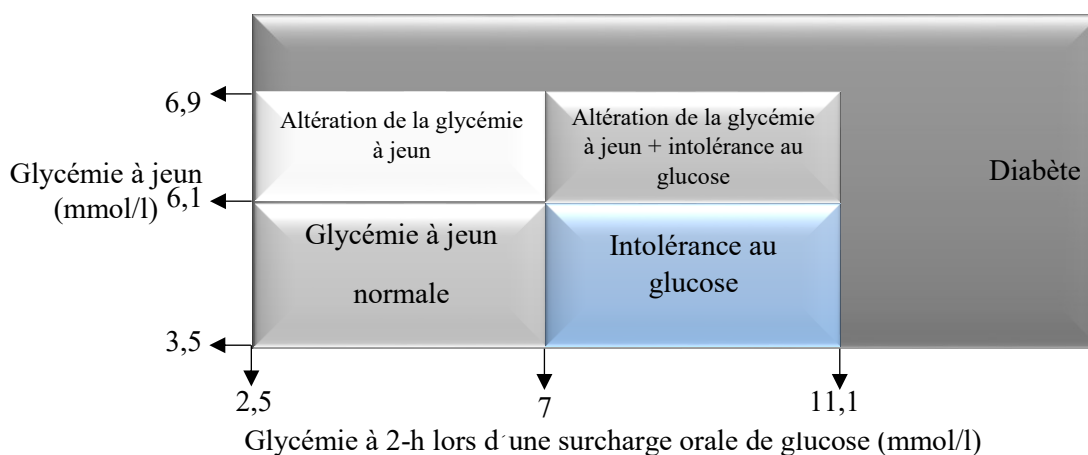 6,9
Altération de la glycémie
à jeun
Altération de la glycémie
à jeun + intolérance au
glucose
Glycémie à jeun
(mmol/l)
6,1
Diabète
Glycémie à jeun
normale
Intolérance au
glucose
3,5
2,5
7
11,1
Glycémie à 2-h lors d'une surcharge orale de glucose (mmol/l)